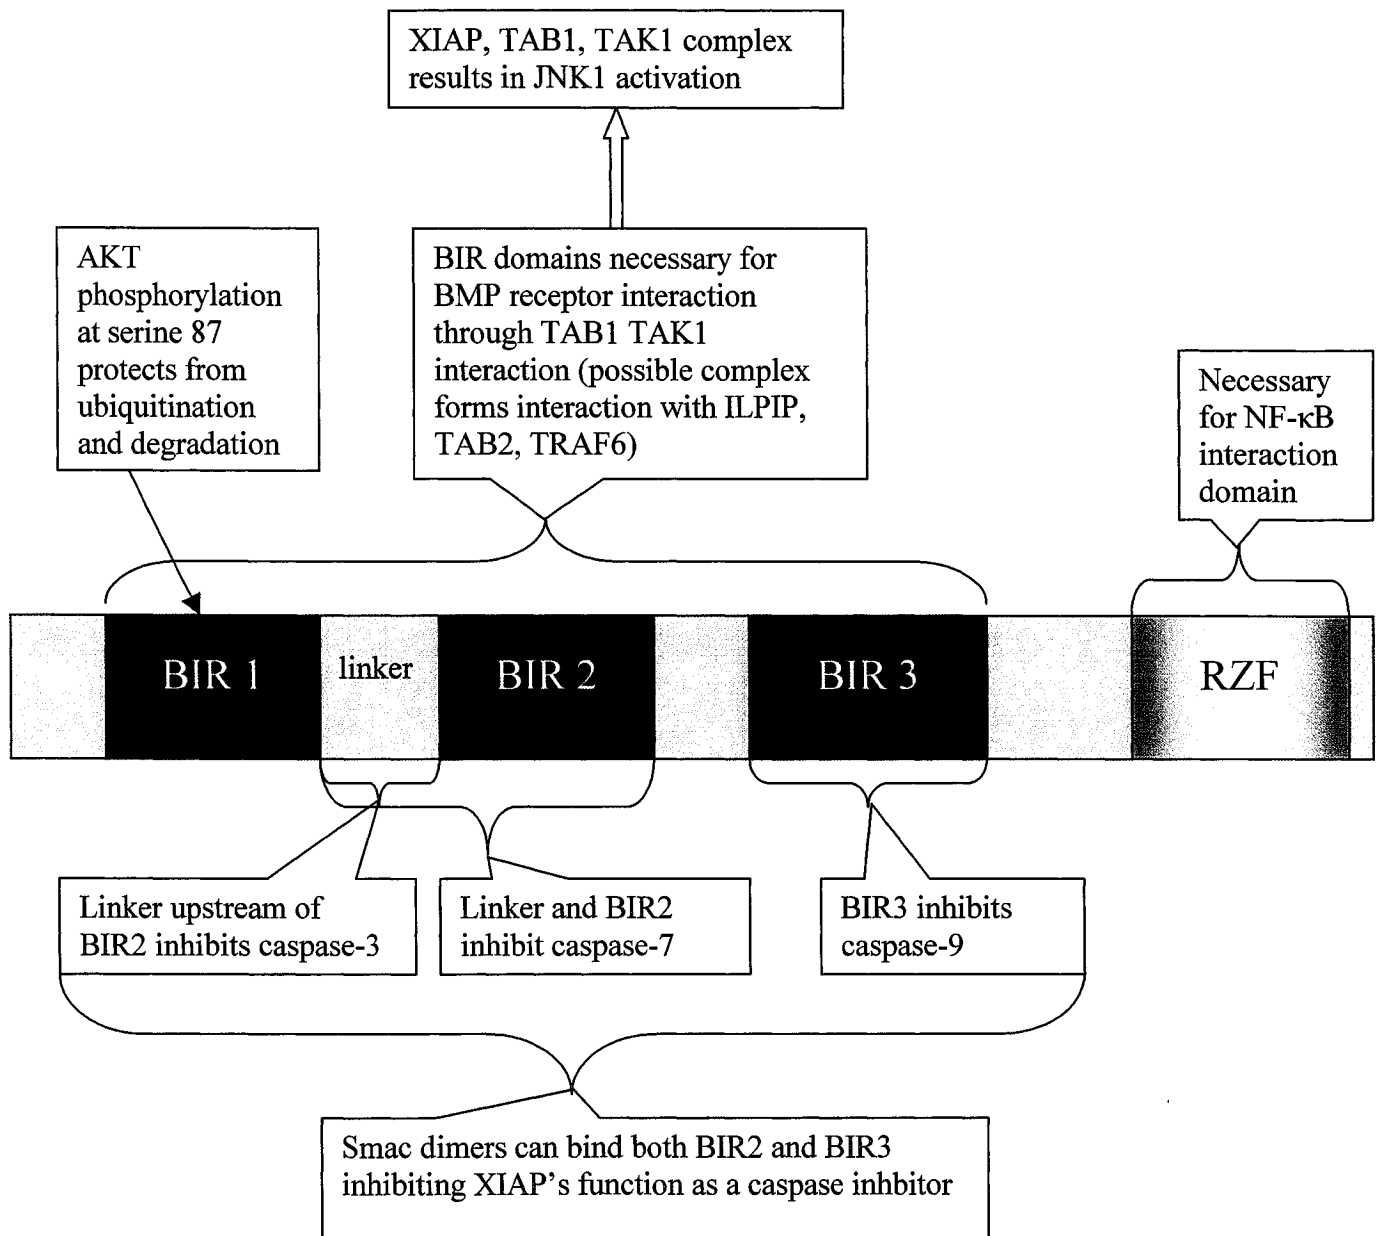 XIAP, TAB1, TAK1 complex
results in JNK1 activation
AKT
phosphorylation
at serine 87
protects from
ubiquitination
and degradation
BIR domains necessary for
BMP receptor interaction
through TAB1 TAK1
interaction (possible complex
forms interaction with ILPIP,
TAB2, TRAF6)
Necessary
for NF-κB
interaction
domain
BIR 1
linker
BIR 2
BIR 3
RZF
Linker upstream of
BIR2 inhibits caspase-3
Linker and BIR2
inhibit caspase-7
BIR3 inhibits
caspase-9
Smac dimers can bind both BIR2 and BIR3
inhibiting XIAP's function as a caspase inhbitor